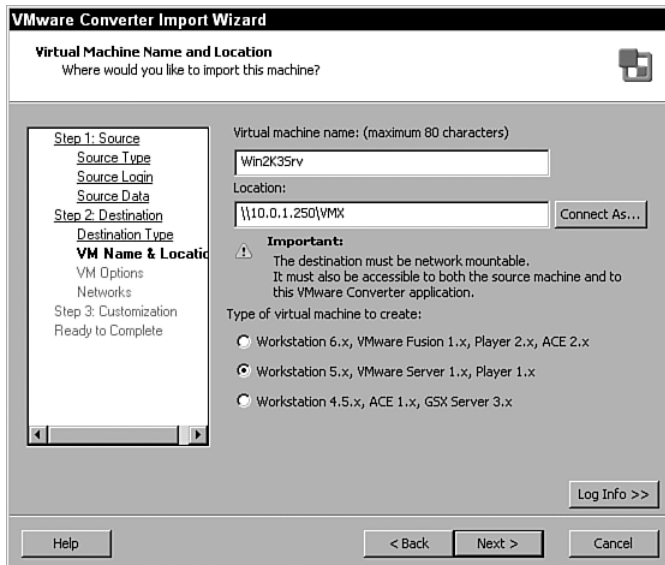 VMware Converter Import Wizard
Virtual Machine Name and Location
Where would you like to import this machine?
Step 1: Source
Source Type
Source Login
Source Data
Step 2: Destination
Destination Type
VM Name & Locatic
VM Options
Networks
Step 3: Customization
Ready to Complete
Virtual machine name: (maximum 80 characters)
Win2K3Srv
Location:
\\10.0.1.250\VMX
Connect As...
Important:
The destination must be network mountable.
It must also be accessible to both the source machine and to
this VMware Converter application.
Type of virtual machine to create:
Workstation 6.x, VMware Fusion 1.x, Player 2.x, ACE 2.x
Workstation 5.x, VMware Server 1.x, Player 1.x
Workstation 4.5.x, ACE 1.x, GSX Server 3.x
Log Info >>
Help
< Back
Next >
Cancel